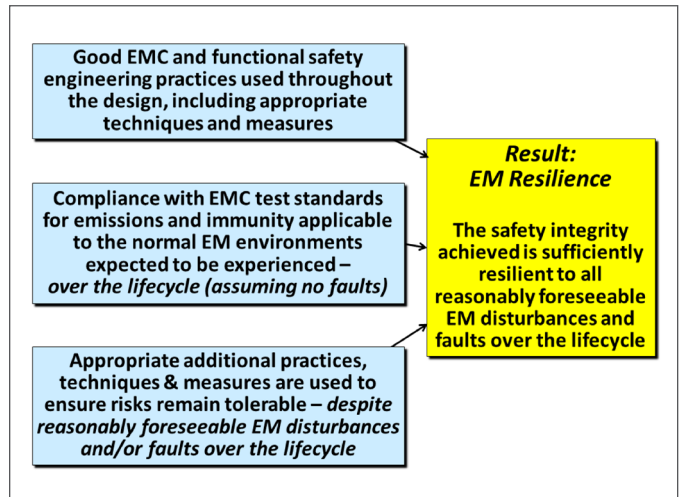 Good EMC and functional safety
engineering practices used throughout
the design, including appropriate
techniques and measures
Compliance with EMC test standards
for emissions and immunity applicable
to the normal EM environments
expected to be experienced –
over the lifecycle (assuming no faults)
Appropriate additional practices,
techniques & measures are used to
ensure risks remain tolerable – despite
reasonably foreseeable EM disturbances
and/or faults over the lifecycle
Result:
EM Resilience
The safety integrity
achieved is sufficiently
resilient to all
reasonably foreseeable
EM disturbances and
faults over the lifecycle